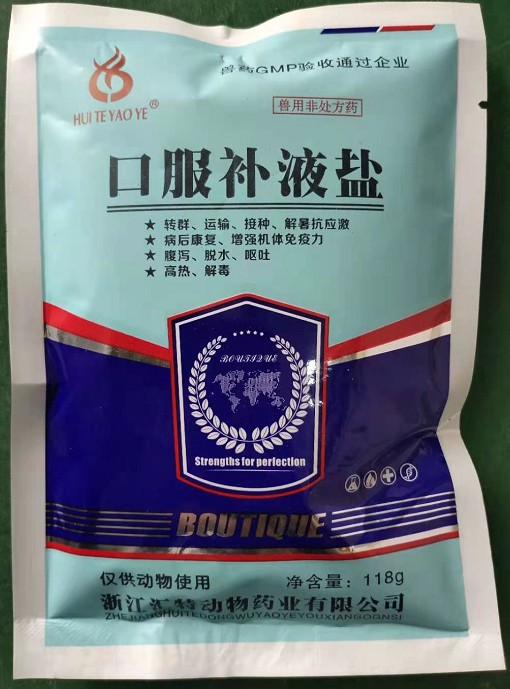 兽药GMP验收通过企业
HUI TE YAO YE®
兽用非处方药
口服补液盐
★ 转群、运输、接种、解暑抗应激
★ 病后康复、增强机体免疫力
★ 腹泻、脱水、呕吐
★ 高热、解毒
BOUTIQUE
Strengths for perfection
BOUTIQUE
仅供动物使用
净含量：118g
浙江汇特动物药业有限公司
ZHEJIANGHUITEDONGWUYAOYEYOUXIANGOGNSI